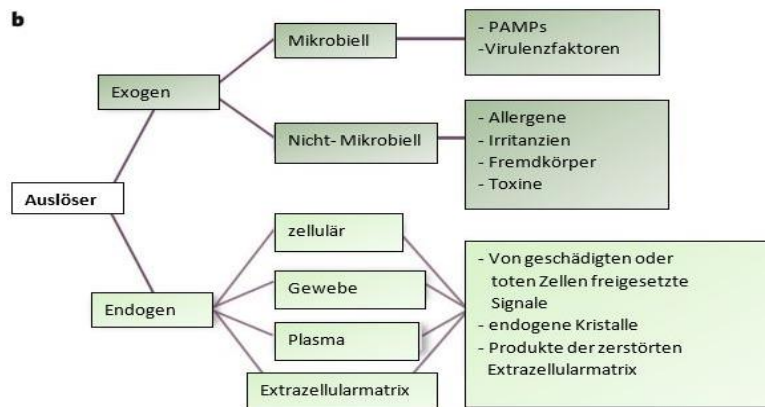 b
Auslöser
Exogen
Mikrobiell
- PAMPs
-Virulenzfaktoren
Nicht- Mikrobiell
- Allergene
- Irritanzien
- Fremdkörper
- Toxine
Endogen
zellulär
Gewebe
Plasma
Extrazellularmatrix
- Von geschädigten oder
toten Zellen freigesetzte
Signale
- endogene Kristalle
- Produkte der zerstörten
Extrazellularmatrix